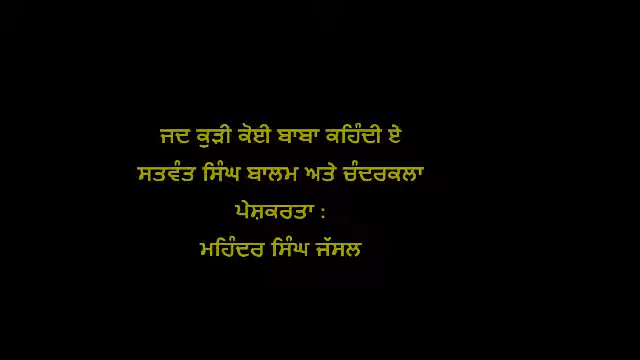 ਜਦ ਕੁੜੀ ਕੋਈ ਬਾਬਾ ਕਹਿੰਦੀ ਏ
ਸਤਵੰਤ ਸਿੰਘ ਬਾਲਮ ਅਤੇ ਚੰਦਰਕਲਾ
ਪੇਸ਼ਕਰਤਾ :
ਮਹਿੰਦਰ ਸਿੰਘ ਜੱਸਲ